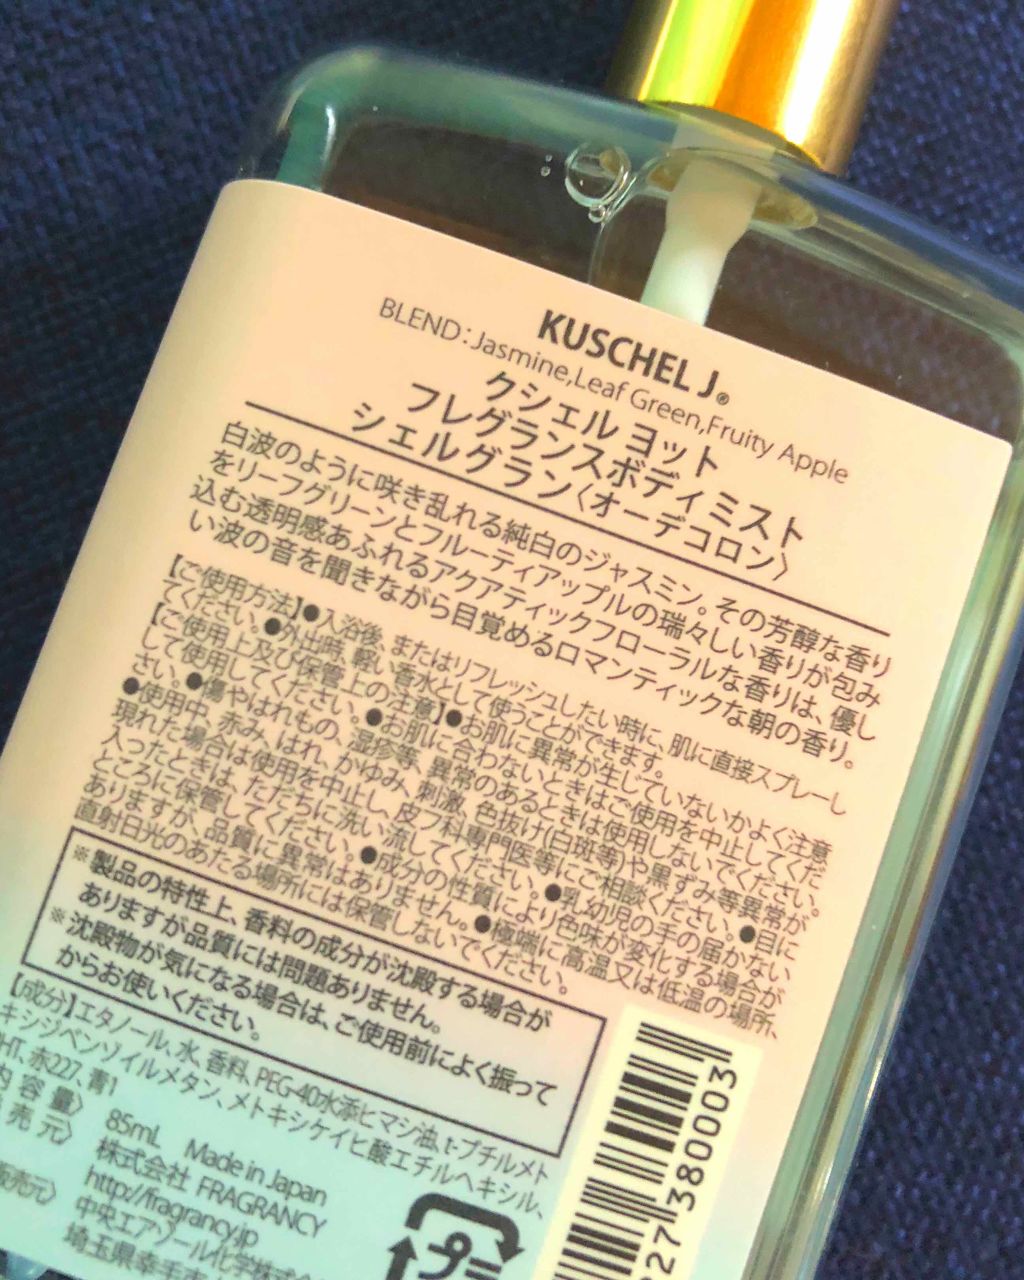 KUSCHEL J®
BLEND:Jasmine,Leaf Green,Fruity Apple
クシェル ヨット
フレグランスボディミスト
シェルグラン〈オーデコロン〉
白波のように咲き乱れる純白のジャスミン。その芳醇な香り
をリーフグリーンとフルーティアップルの瑞々しい香りが包み
込む透明感あふれるアクアティックフローラルな香りは、優し
い波の音を聞きながら目覚めるロマンティックな朝の香り。
【ご使用方法】●入浴後、またはリフレッシュしたい時に、肌に直接スプレーし
てください。●外出時、軽い香水として使うことができます。
【ご使用上及び保管上の注意】●お肌に異常が生じていないかよく注意
して使用してください。●お肌に合わないときはご使用を中止してくだ
さい。●傷やはれもの、湿疹等、異常のあるときは使用しないでください。
●使用中、赤み、はれ、かゆみ、刺激、色抜け(白斑等)や黒ずみ等異常が
現れた場合は使用を中止し、皮フ科専門医等にご相談ください。●目に
入ったときは、ただちに洗い流してください。●乳幼児の手の届かない
ところに保管してください。●成分の性質により色味が変化する場合が
ありますが、品質に異常はありません。●極端に高温又は低温の場所、
直射日光のあたる場所には保管しないでください。
※製品の特性上、香料の成分が沈殿する場合が
ありますが品質には問題ありません。
※沈殿物が気になる場合は、ご使用前によく振って
からお使いください。
【成分】エタノール、水、香料、PEG-40水添ヒマシ油、t-ブチルメト
キシジベンゾイルメタン、メトキシケイヒ酸エチルヘキシル、
HT、赤227、青1
内容量〉 85mL Made in Japan
売元〉 株式会社 FRAGRANCY
http://fragrancy.jp
販売元〉 中央エアゾール化学株式会
埼玉県幸手市
プ
27 380003